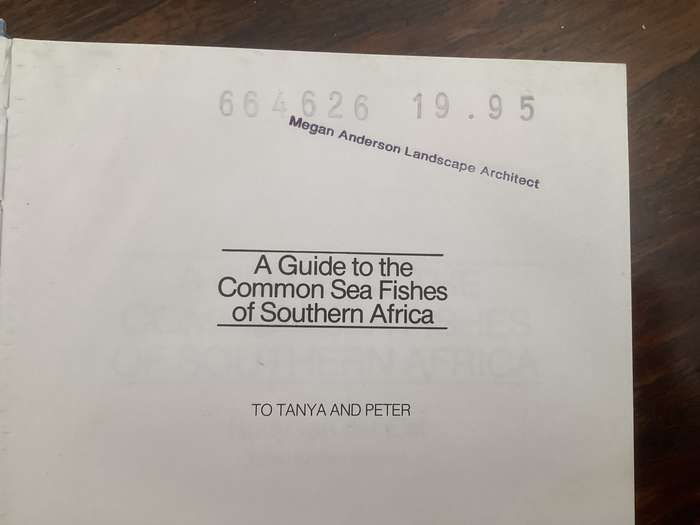 664626 19.95
Megan Anderson Landscape Architect
A Guide to the
Common Sea Fishes
of Southern Africa
TO TANYA AND PETER